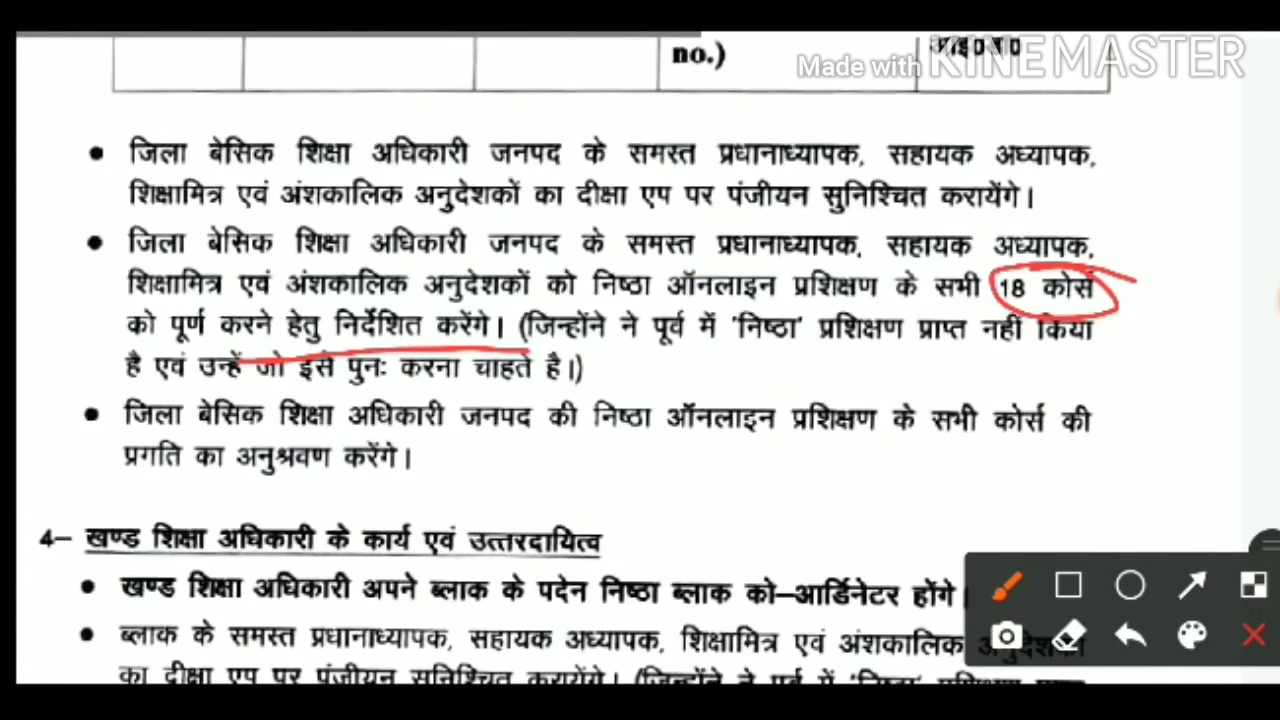 no.)
Made with KINEMASTER
जिला बेसिक शिक्षा अधिकारी जनपद के समस्त प्रधानाध्यापक, सहायक अध्यापक,
शिक्षामित्र एवं अंशकालिक अनुदेशकों का दीक्षा एप पर पंजीयन सुनिश्चित करायेंगे।
जिला बेसिक शिक्षा अधिकारी जनपद के समस्त प्रधानाध्यापक, सहायक अध्यापक,
शिक्षामित्र एवं अंशकालिक अनुदेशकों को निष्ठा ऑनलाइन प्रशिक्षण के सभी 18 कोर्स
को पूर्ण करने हेतु निर्देशित करेंगे। (जिन्होंने ने पूर्व में 'निष्ठा' प्रशिक्षण प्राप्त नहीं किया
है एवं उन्हें जो इसे पुनः करना चाहते है।)
जिला बेसिक शिक्षा अधिकारी जनपद की निष्ठा ऑनलाइन प्रशिक्षण के सभी कोर्स की
प्रगति का अनुश्रवण करेंगे।
4– खण्ड शिक्षा अधिकारी के कार्य एवं उत्तरदायित्व
खण्ड शिक्षा अधिकारी अपने ब्लाक के पदेन निष्ठा ब्लाक को–आर्डिनेटर होंगे।
ब्लाक के समस्त प्रधानाध्यापक, सहायक अध्यापक, शिक्षामित्र एवं अंशकालिक
का दीक्षा एप पर पंजीयन सुनिश्चित करायेंगे। (जिन्होंने ने पूर्व में 'निष्ठा'